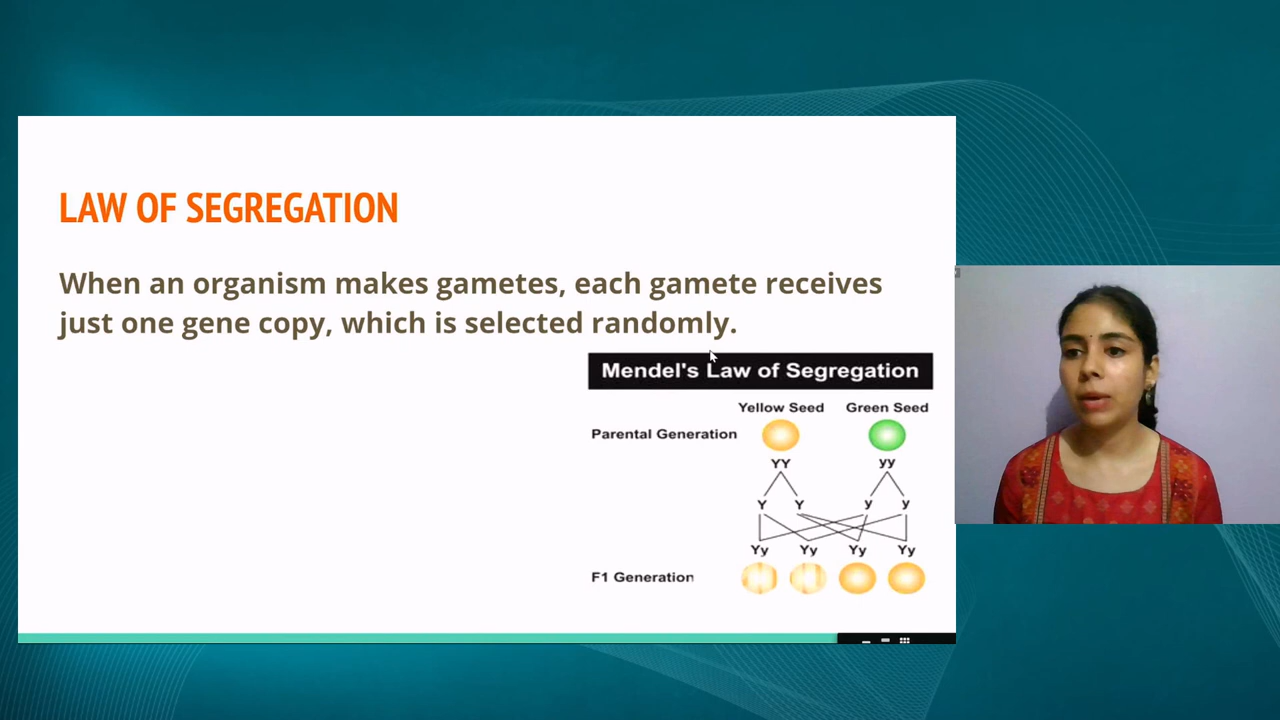 LAW OF SEGREGATION
When an organism makes gametes, each gamete receives
just one gene copy, which is selected randomly.
Mendel's Law of Segregation
Yellow Seed Green Seed
Parental Generation
YY yy
Y Y y y
Yy Yy Yy Yy
F1 Generation